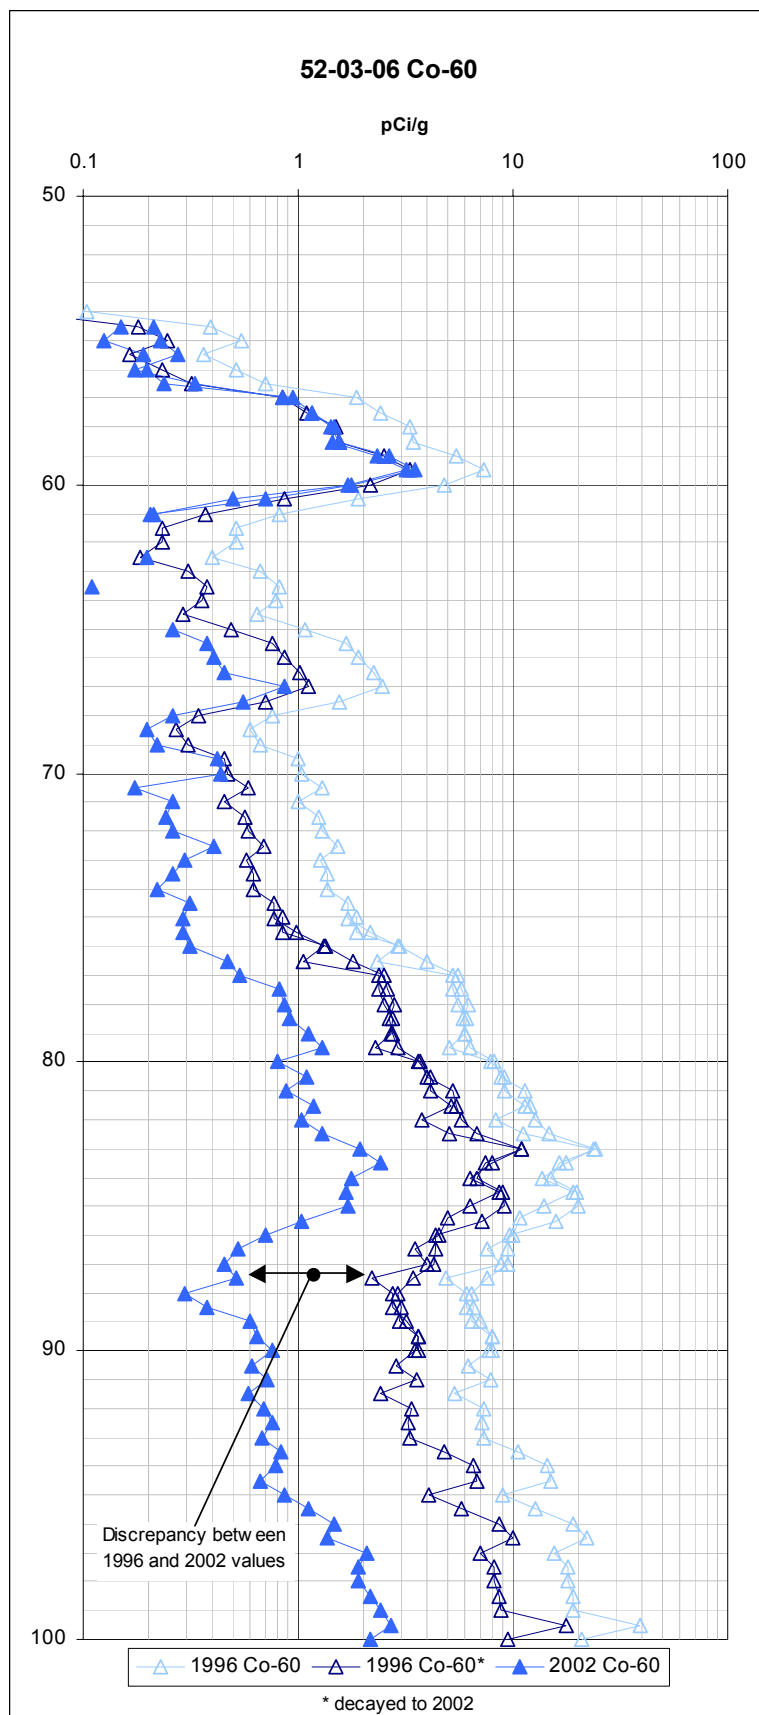 52-03-06 Co-60
pCi/g
0.1 1 10 100
50
60
70
80
90
100
Discrepancy between
1996 and 2002 values
1996 Co-60 1996 Co-60* 2002 Co-60
* decayed to 2002